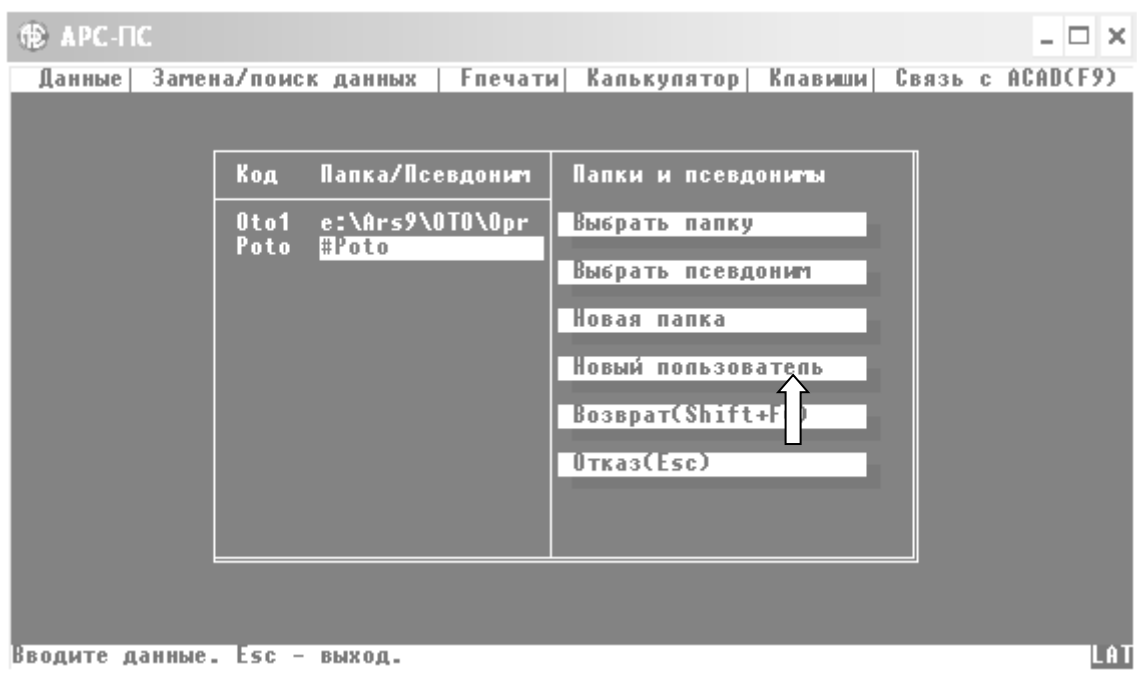 АРС-ПС
Данные| Замена/поиск данных | Fпечати| Калькулятор| Клавиши| Связь с ACAD(F9)
Код Папка/Псевдоним
Oto1 e:\Ars9\OTO\Opr
Poto #Poto
Папки и псевдонимы
Выбрать папку
Выбрать псевдоним
Новая папка
Новый пользователь
Возврат(Shift+F
Отказ(Esc)
Вводите данные. Esc - выход.
LAT